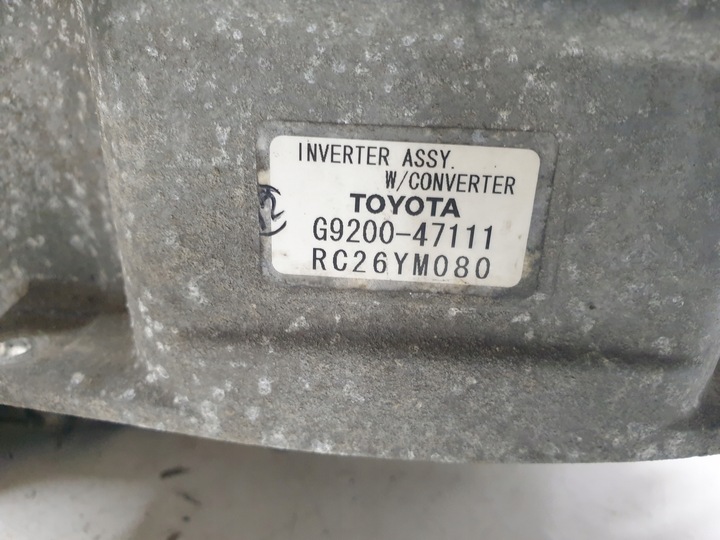 INVERTER ASSY.
W/CONVERTER
TOYOTA
G9200-47111
RC26YM080